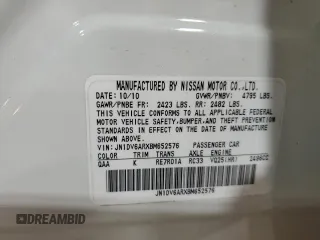 MANUFACTURED BY NISSAN MOTOR CO.,LTD.
DATE: 10/10 GVWR/PNBV: 4795 LBS.
GAWR/PNBE FR: 2423 LBS. RR: 2482 LBS.
THIS VEHICLE CONFORMS TO ALL APPLICABLE FEDERAL
MOTOR VEHICLE SAFETY,BUMPER,AND THEFT PREVENTION
STANDARDS IN EFFECT ON THE DATE OF MANUFACTURE
SHOWN ABOVE.
VIN: JN1DV6ARXBM652576 PASSENGER CAR
COLOR TRIM TRANS AXLE ENGINE
QAA K RE7R01A RC33 VQ25(HR)
JN1DV6ARXBM652576
DREAMBID